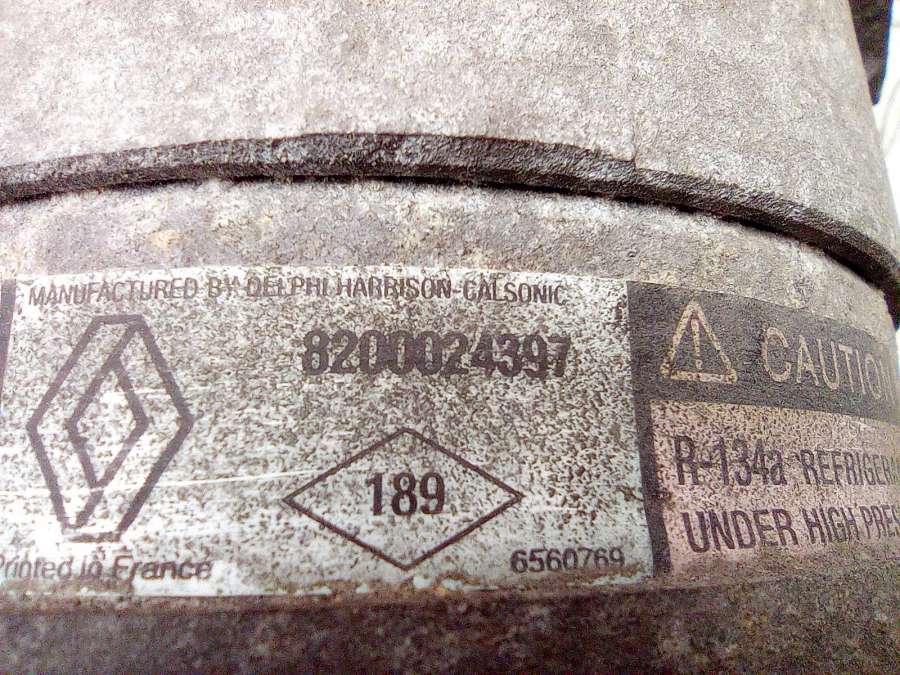 MANUFACTURED BY DELPHI HARRISON-CALSONIC
8200024397
189
Printed in France
6560769
CAUTION
R-134a REFRIGERA
UNDER HIGH PRES